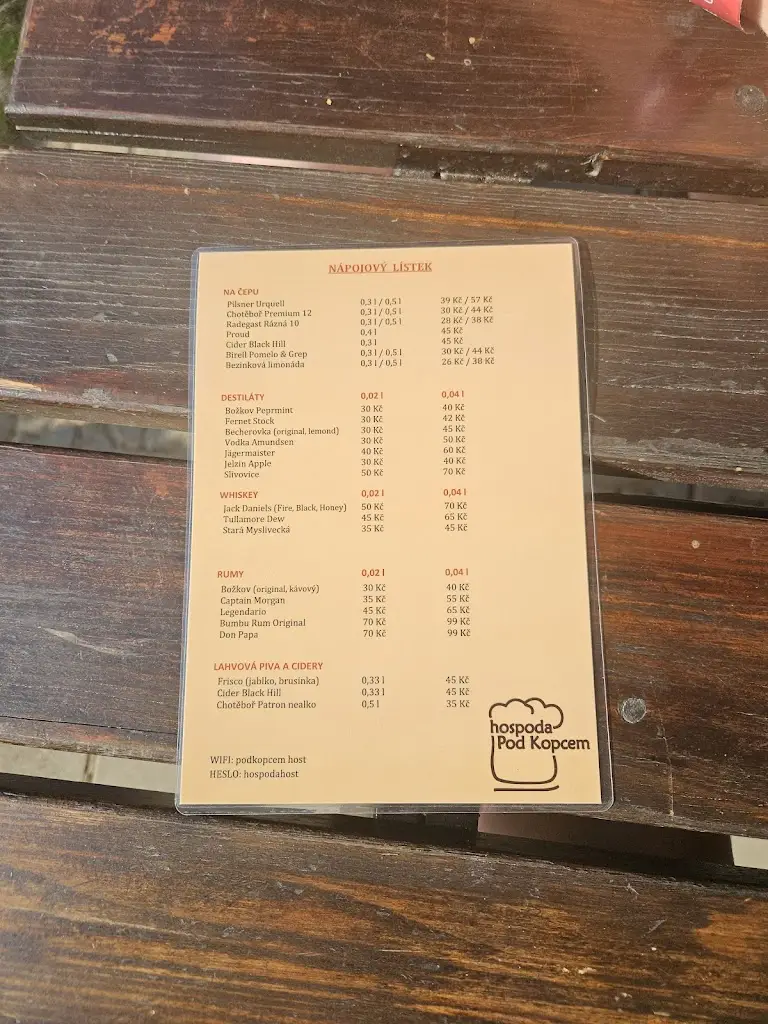 NÁPOJOVÝ LÍSTEK
NA ČEPU
Pilsner Urquell 0,3 l / 0,5 l 39 Kč / 57 Kč
Chotěboř Premium 12 0,3 l / 0,5 l 30 Kč / 44 Kč
Radegast Rázná 10 0,3 l / 0,5 l 28 Kč / 38 Kč
Proud 0,4 l 45 Kč
Cider Black Hill 0,3 l 45 Kč
Birell Pomelo & Grep 0,3 l / 0,5 l 30 Kč / 44 Kč
Bezinková limonáda 0,3 l / 0,5 l 26 Kč / 38 Kč
DESTILÁTY 0,02 l 0,04 l
Božkov Peprmint 30 Kč 40 Kč
Fernet Stock 30 Kč 42 Kč
Becherovka (original, lemond) 30 Kč 45 Kč
Vodka Amundsen 30 Kč 50 Kč
Jägermaister 40 Kč 60 Kč
Jelzin Apple 30 Kč 40 Kč
Slivovice 50 Kč 70 Kč
WHISKEY 0,02 l 0,04 l
Jack Daniels (Fire, Black, Honey) 50 Kč 70 Kč
Tullamore Dew 45 Kč 65 Kč
Stará Myslivecká 35 Kč 45 Kč
RUMY 0,02 l 0,04 l
Božkov (original, kávový) 30 Kč 40 Kč
Captain Morgan 35 Kč 55 Kč
Legendario 45 Kč 65 Kč
Bumbu Rum Original 70 Kč 99 Kč
Don Papa 70 Kč 99 Kč
LAHVOVÁ PIVA A CIDERY
Frisco (jablko, brusinka) 0,33 l 45 Kč
Cider Black Hill 0,33 l 45 Kč
Chotěboř Patron nealko 0,5 l 35 Kč
hospoda
Pod Kopcem
WIFI: podkopcem host
HESLO: hospodahost